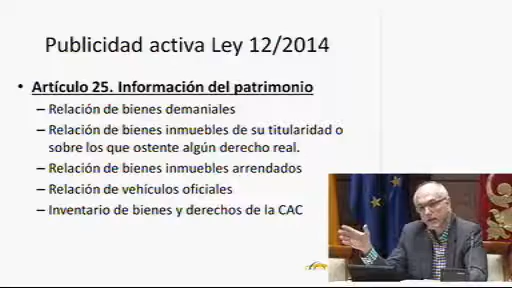 Publicidad activa Ley 12/2014
• Artículo 25. Información del patrimonio
– Relación de bienes demaniales
– Relación de bienes inmuebles de su titularidad o
sobre los que ostente algún derecho real.
– Relación de bienes inmuebles arrendados
– Relación de vehículos oficiales
– Inventario de bienes y derechos de la CAC